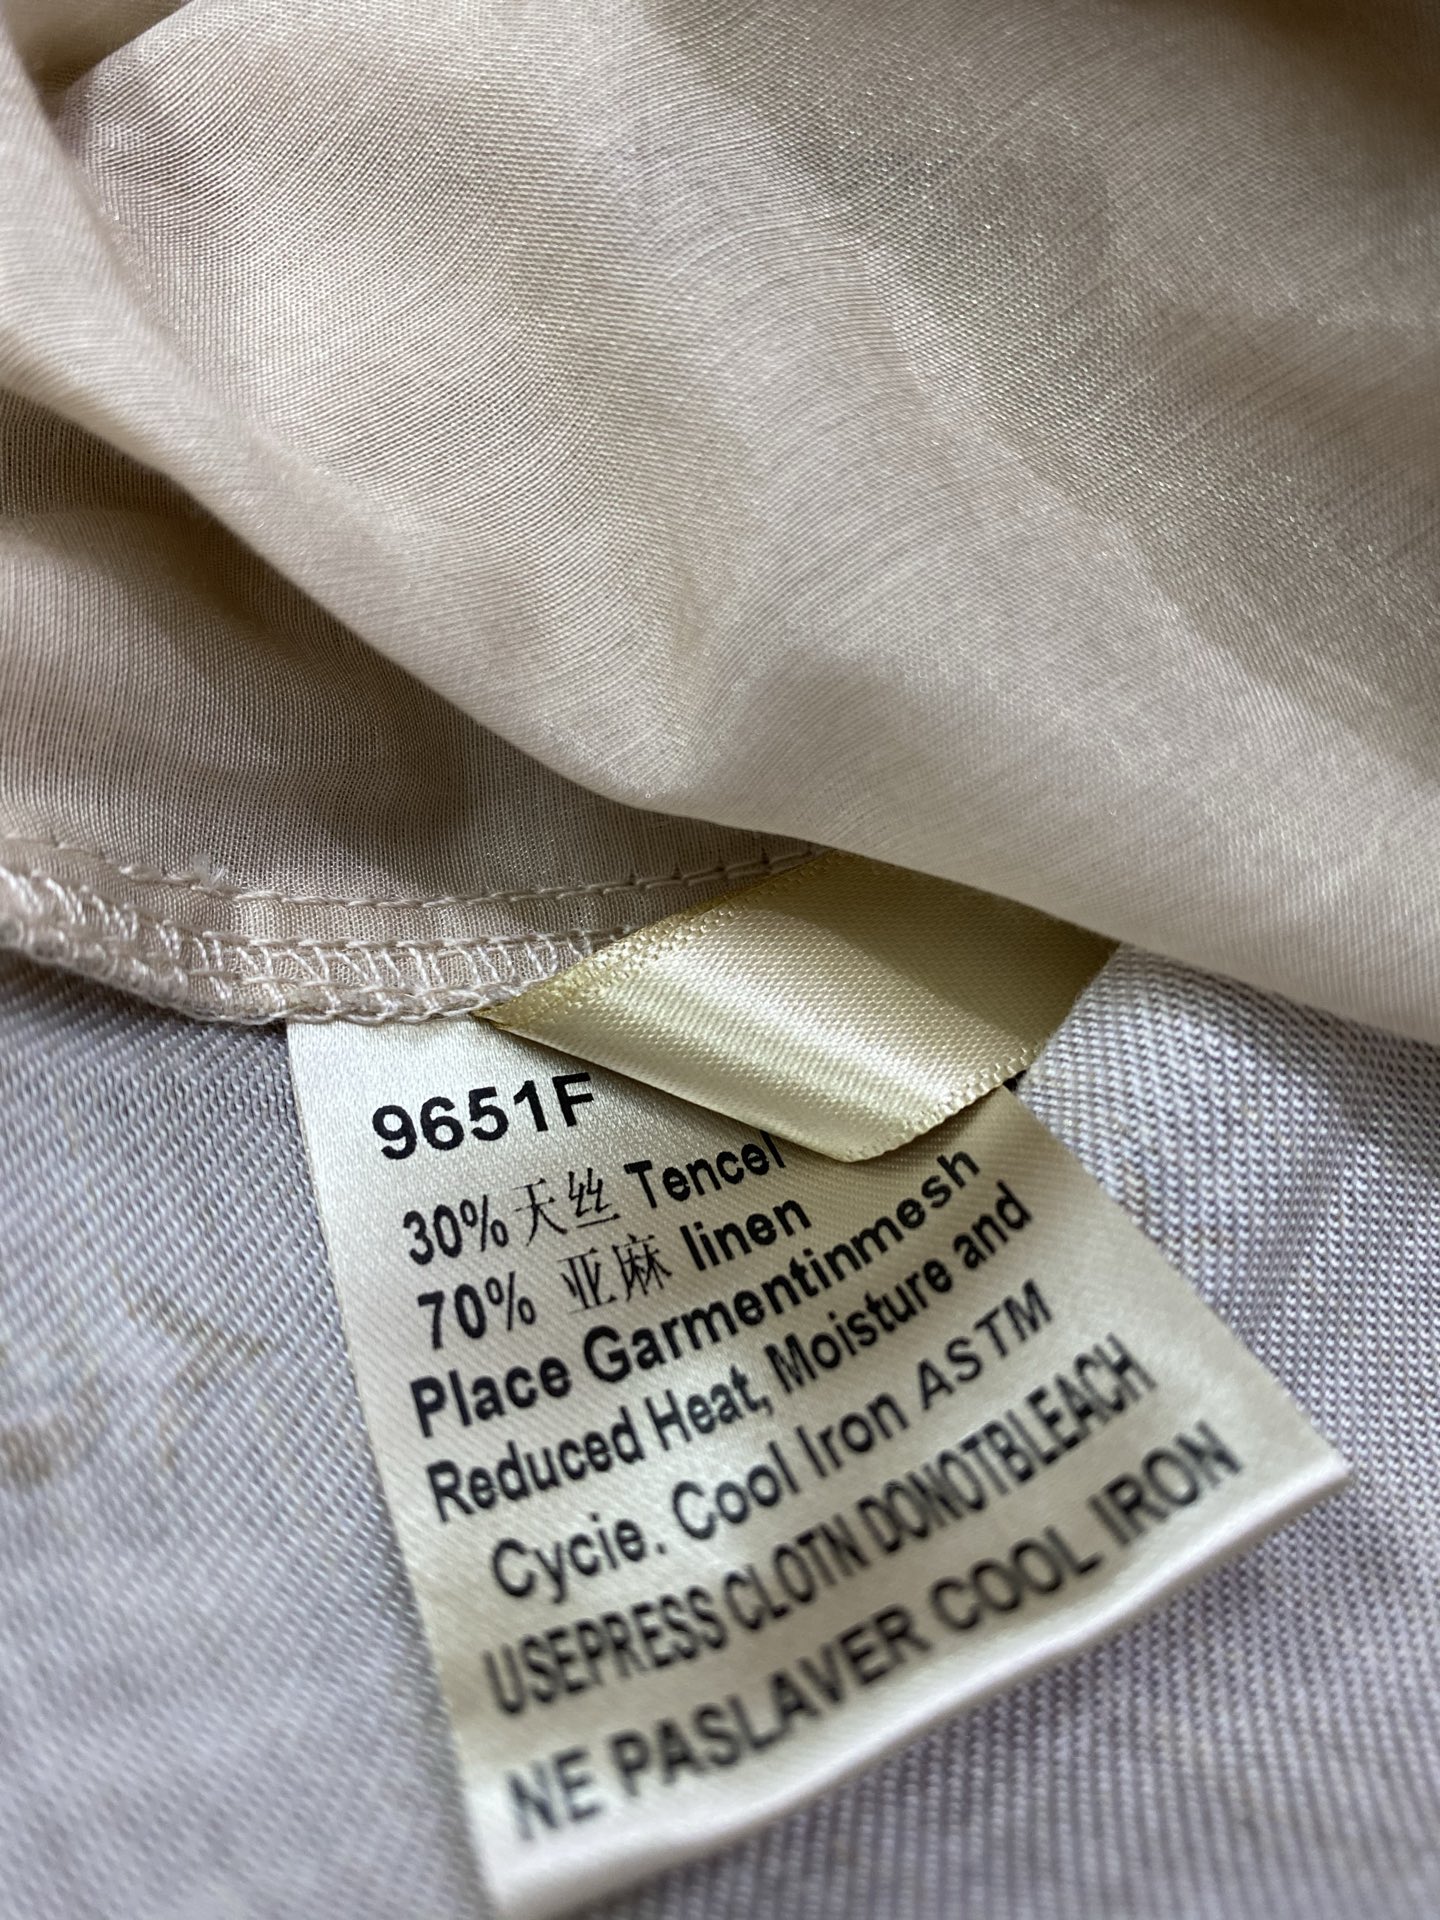 9651F
30%天丝 Tencel
70% 亚麻 linen
Place Garmentinmesh
Reduced Heat, Moisture and
Cycie. Cool Iron ASTM
USEPRESS CLOTN DONOTBLEACH
NE PASLAVER COOL IRON